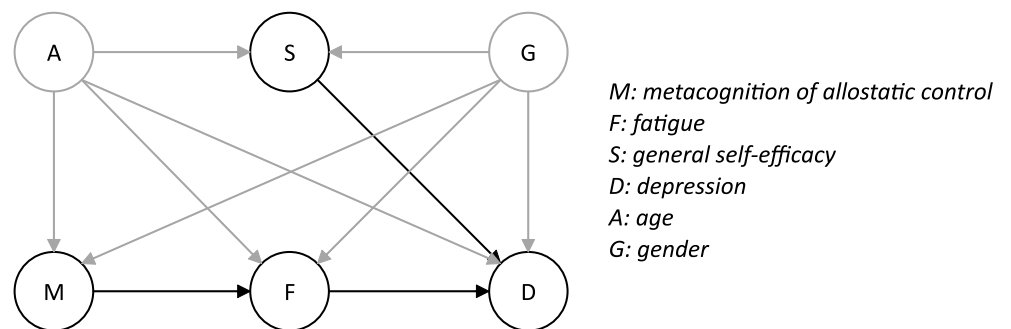 A
S
G
M: metacognition of allostatic control
F: fatigue
S: general self-efficacy
D: depression
A: age
G: gender
M
F
D